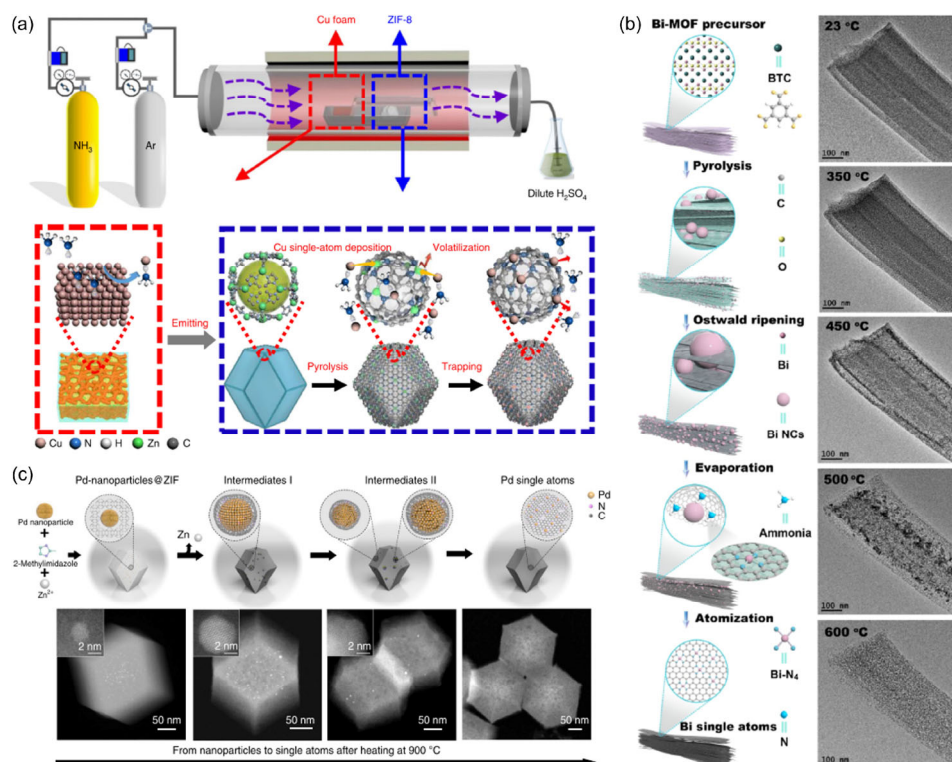 (a)
Cu foam
ZIF-8
NH3
Ar
Dilute H2SO4
Cu single-atom deposition
Volatilization
Emitting
Pyrolysis
Trapping
Cu N H Zn C
(b)
Bi-MOF precursor
BTC
Pyrolysis
C
O
Ostwald ripening
Bi
Bi NCs
Evaporation
Ammonia
Atomization
Bi-N4
Bi single atoms
N
23 °C
100 nm
350 °C
100 nm
450 °C
100 nm
500°C
100 nm
600 °C
100 nm
(c)
Pd-nanoparticles@ZIF
Intermediates I
Intermediates II
Pd single atoms
Pd
N
C
Pd nanoparticle
+
2-Methylimidazole
+
Zn2+
Zn
2 nm
50 nm
2 nm
50 nm
2 nm
50 nm
50 nm
From nanoparticles to single atoms after heating at 900 °C